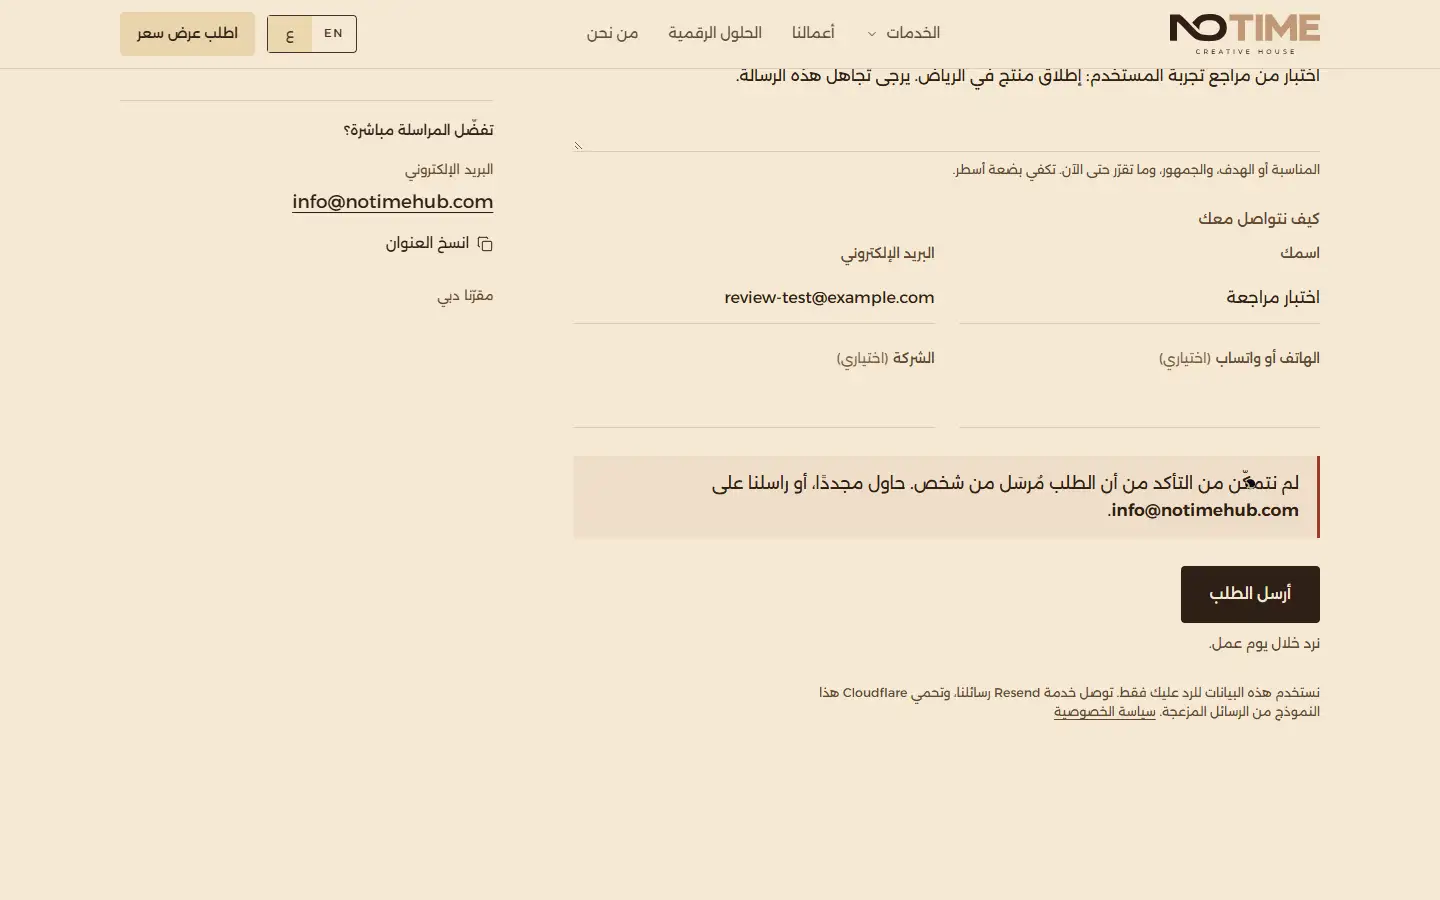 NOTIME
CREATIVE HOUSE
الخدمات
أعمالنا
الحلول الرقمية
من نحن
EN
ع
اطلب عرض سعر
اختبار من مراجع تجربة المستخدم: إطلاق منتج في الرياض. يرجى تجاهل هذه الرسالة.
المناسبة أو الهدف، والجمهور، وما تقرّر حتى الآن. تكفي بضعة أسطر.
كيف نتواصل معك
اسمك
اختبار مراجعة
البريد الإلكتروني
review-test@example.com
الهاتف أو واتساب (اختياري)
الشركة (اختياري)
لم نتمكّن من التأكد من أن الطلب مُرسَل من شخص. حاول مجددًا، أو راسلنا على
info@notimehub.com.
أرسل الطلب
نرد خلال يوم عمل.
نستخدم هذه البيانات للرد عليك فقط. توصل خدمة Resend رسائلنا، وتحمي Cloudflare هذا
النموذج من الرسائل المزعجة. سياسة الخصوصية
تفضّل المراسلة مباشرة؟
البريد الإلكتروني
info@notimehub.com
انسخ العنوان
مقرّنا دبي